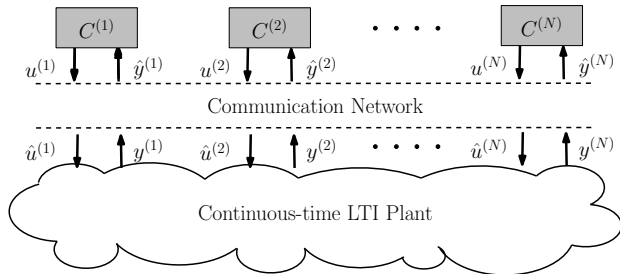 C^{(1)} C^{(2)} C^{(N)}
u^{(1)} ŷ^{(1)} u^{(2)} ŷ^{(2)} u^{(N)} ŷ^{(N)}
Communication Network
û^{(1)} y^{(1)} û^{(2)} y^{(2)} û^{(N)} y^{(N)}
Continuous-time LTI Plant